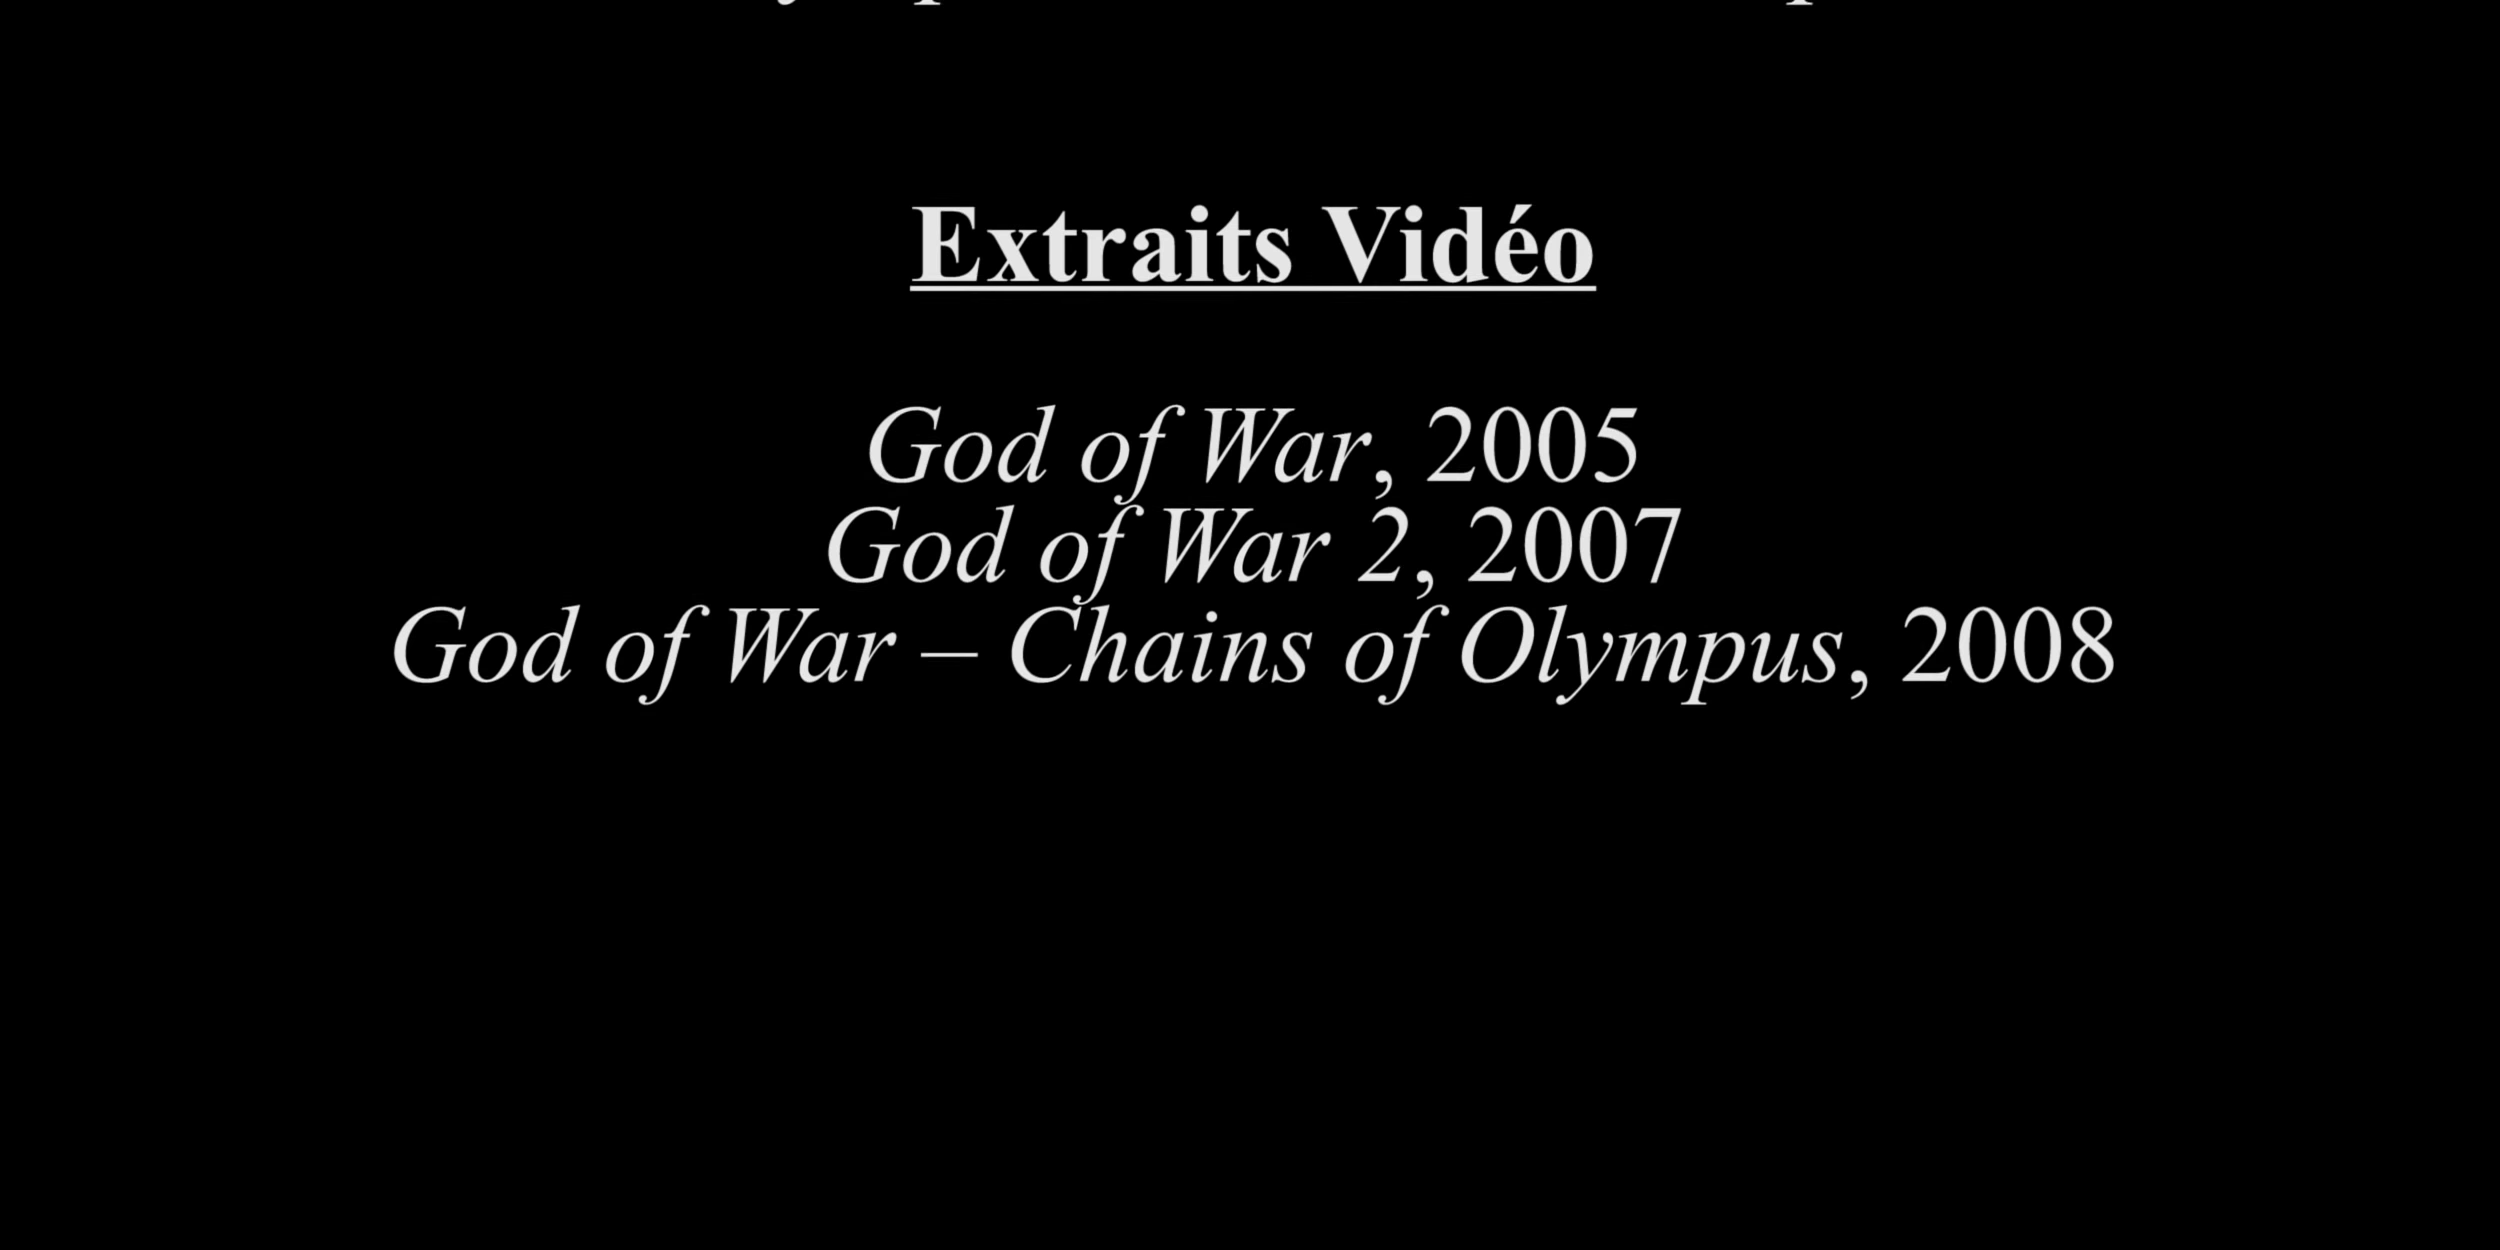 Extraits Vidéo
God of War, 2005
God of War 2, 2007
God of War – Chains of Olympus, 2008